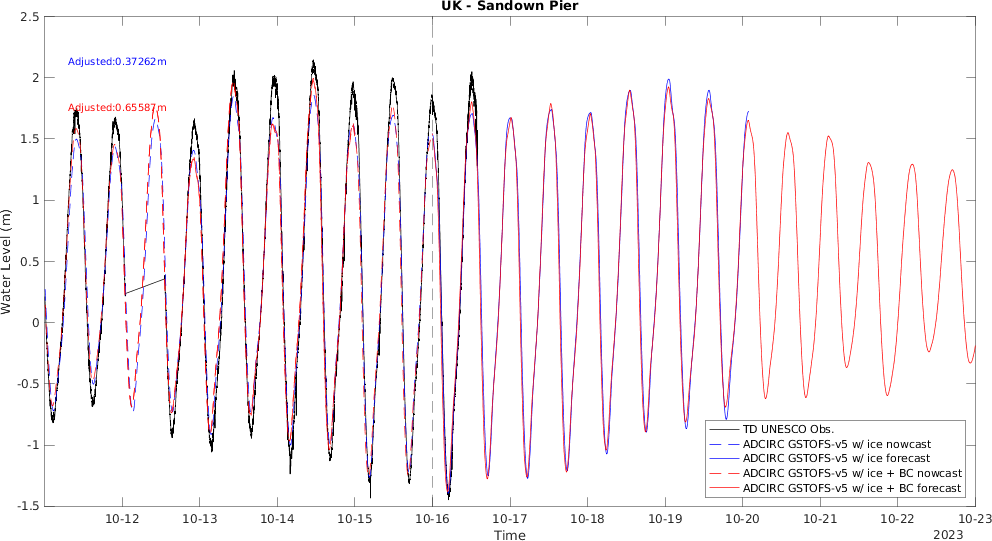 UK - Sandown Pier
2.5
2
1.5
1
0.5
0
-0.5
-1
-1.5
Water Level (m)
Adjusted:0.37262m
Adjusted:0.65587m
TD UNESCO Obs.
ADCIRC GSTOFS-v5 w/ ice nowcast
ADCIRC GSTOFS-v5 w/ ice forecast
ADCIRC GSTOFS-v5 w/ ice + BC nowcast
ADCIRC GSTOFS-v5 w/ ice + BC forecast
10-12 10-13 10-14 10-15 10-16 10-17 10-18 10-19 10-20 10-21 10-22 10-23
Time
2023